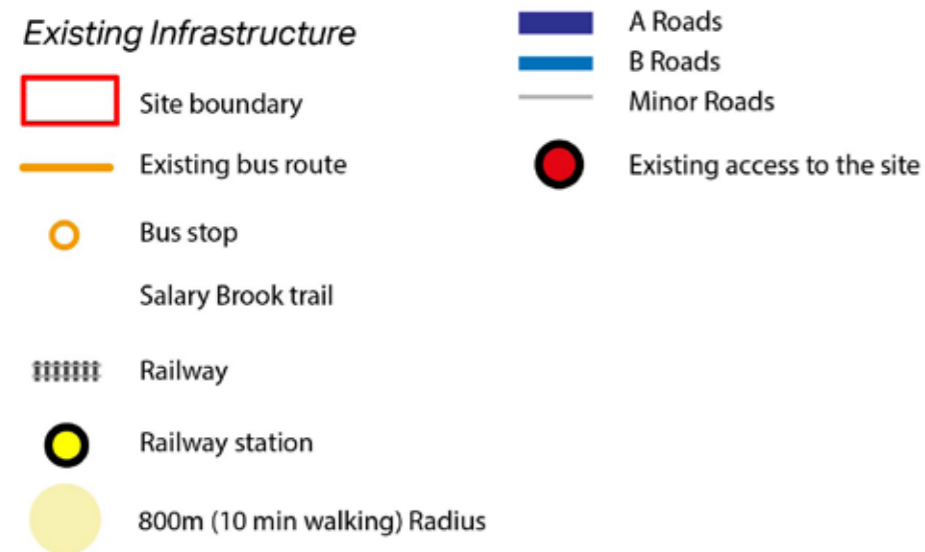 Existing Infrastructure
Site boundary
Existing bus route
Bus stop
Salary Brook trail
Railway
Railway station
800m (10 min walking) Radius
A Roads
B Roads
Minor Roads
Existing access to the site